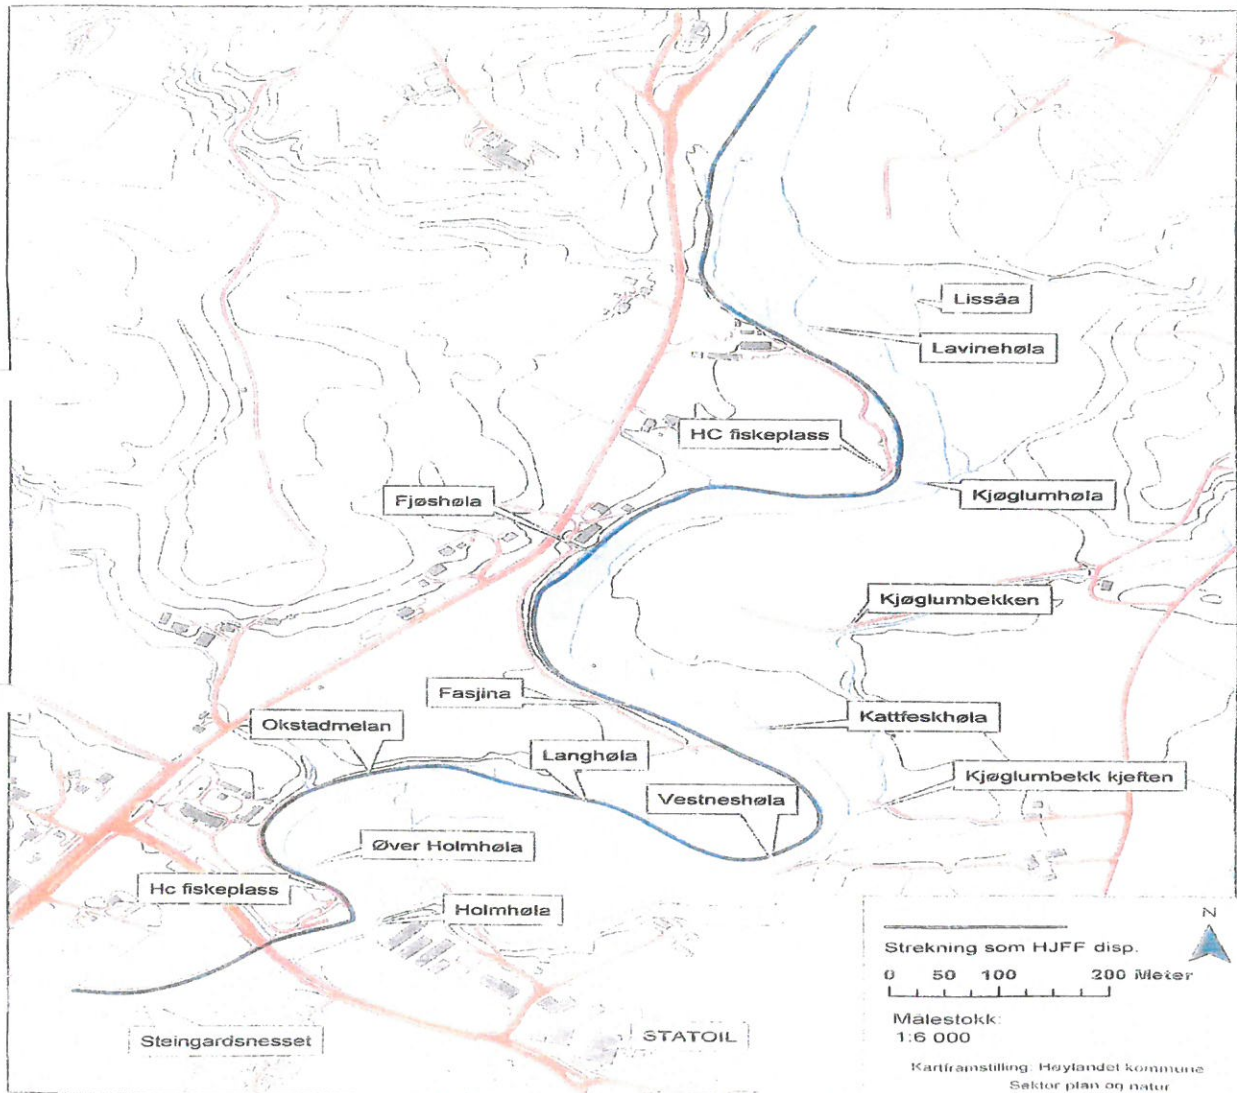 Lissåa
Lavinehøla
HC fiskeplass
Kjøglumhøla
Fjøshøla
Kjøglumbekken
Fasjina
Kattfeskhøla
Okstadmelan
Langhøla
Kjøglumbekk kjeften
Vestneshøla
Øver Holmhøla
Hc fiskeplass
Holmhøla
Steingardsnesset
STATOIL
N
Strekning som HJFF disp.
0 50 100 200 Meter
Målestokk:
1:6 000
Kartframstilling: Høylandet kommune
Sektor plan og natur